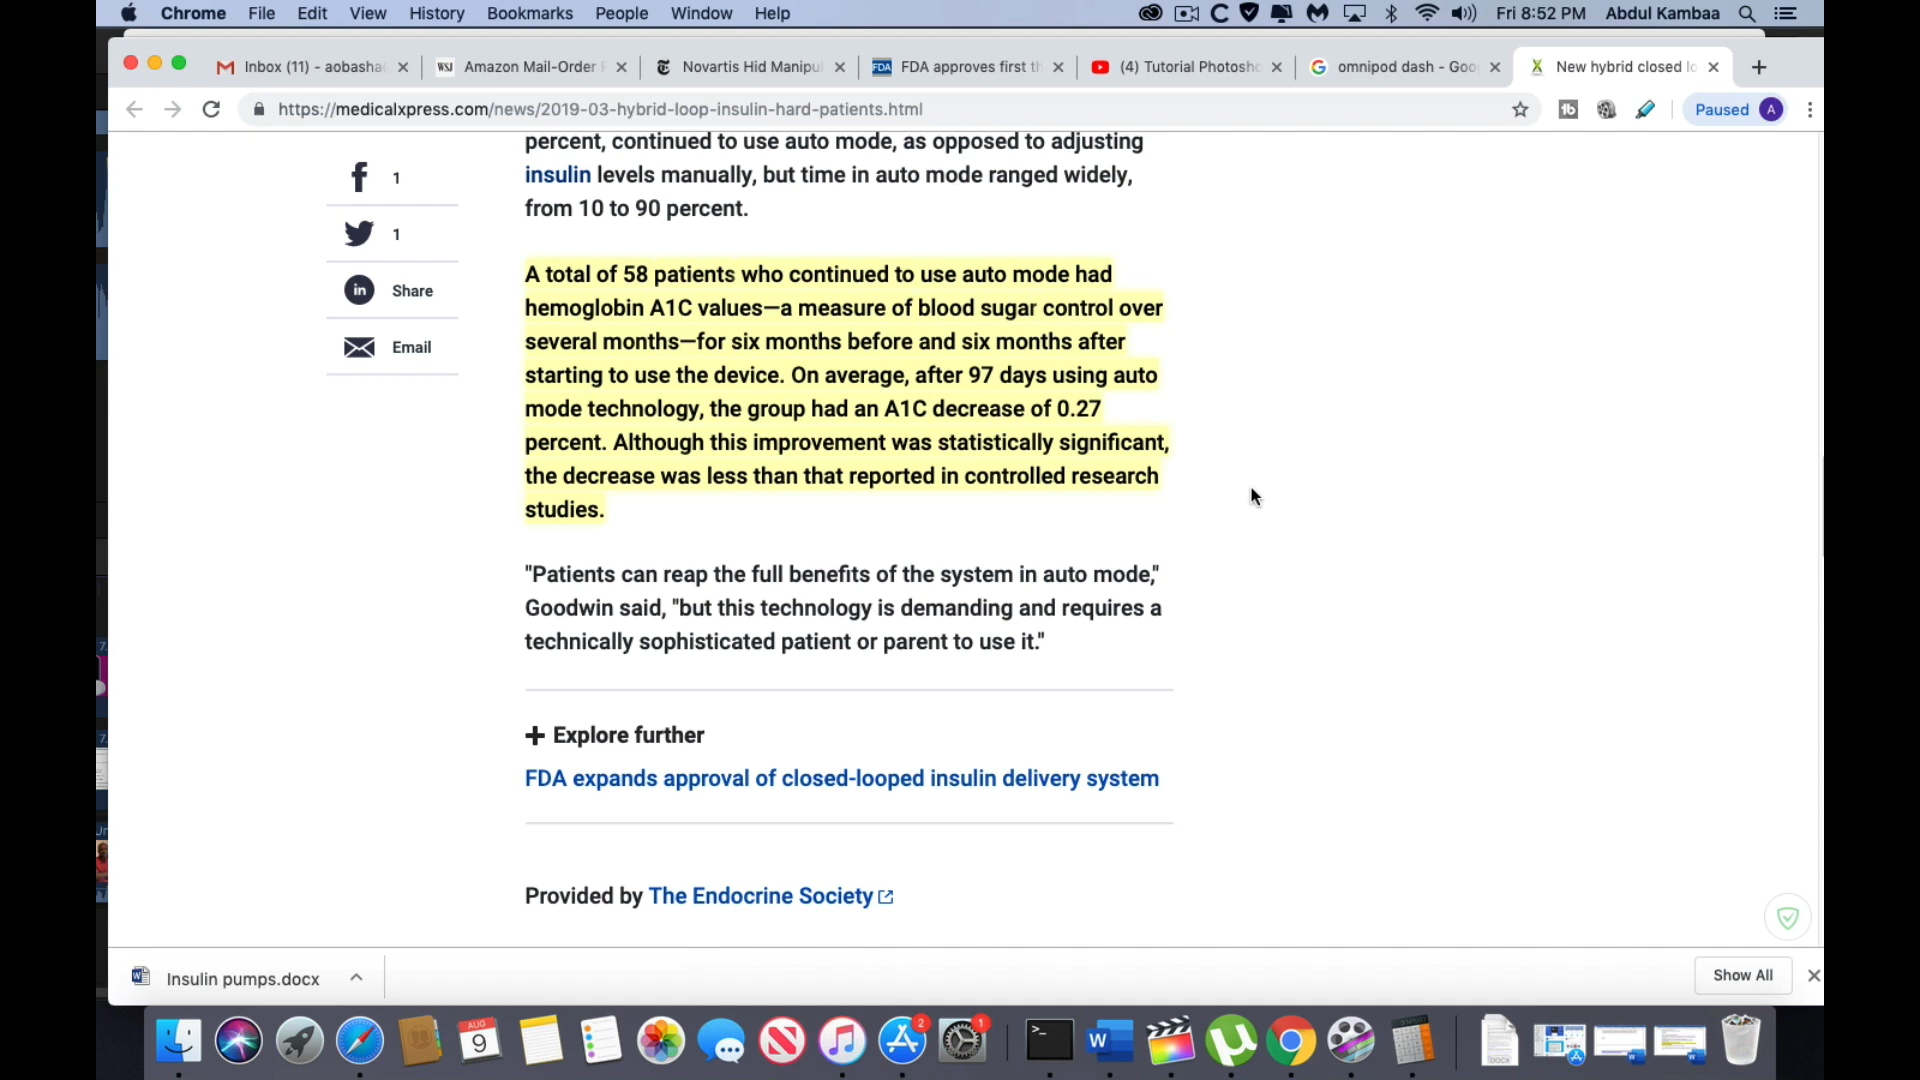 Chrome File Edit View History Bookmarks People Window Help Fri 8:52 PM Abdul Kambaa
Inbox (11) - aobasha WSJ Amazon Mail-Order Novartis Hid Manipu FDA FDA approves first th (4) Tutorial Photosho omnipod dash - Goo New hybrid closed lo
https://medicalxpress.com/news/2019-03-hybrid-loop-insulin-hard-patients.html Paused A
percent, continued to use auto mode, as opposed to adjusting
insulin levels manually, but time in auto mode ranged widely,
from 10 to 90 percent.
1
1
Share
Email
A total of 58 patients who continued to use auto mode had
hemoglobin A1C values—a measure of blood sugar control over
several months—for six months before and six months after
starting to use the device. On average, after 97 days using auto
mode technology, the group had an A1C decrease of 0.27
percent. Although this improvement was statistically significant,
the decrease was less than that reported in controlled research
studies.
"Patients can reap the full benefits of the system in auto mode,"
Goodwin said, "but this technology is demanding and requires a
technically sophisticated patient or parent to use it."
Explore further
FDA expands approval of closed-looped insulin delivery system
Provided by The Endocrine Society
Insulin pumps.docx Show All
AUG
9
2
1